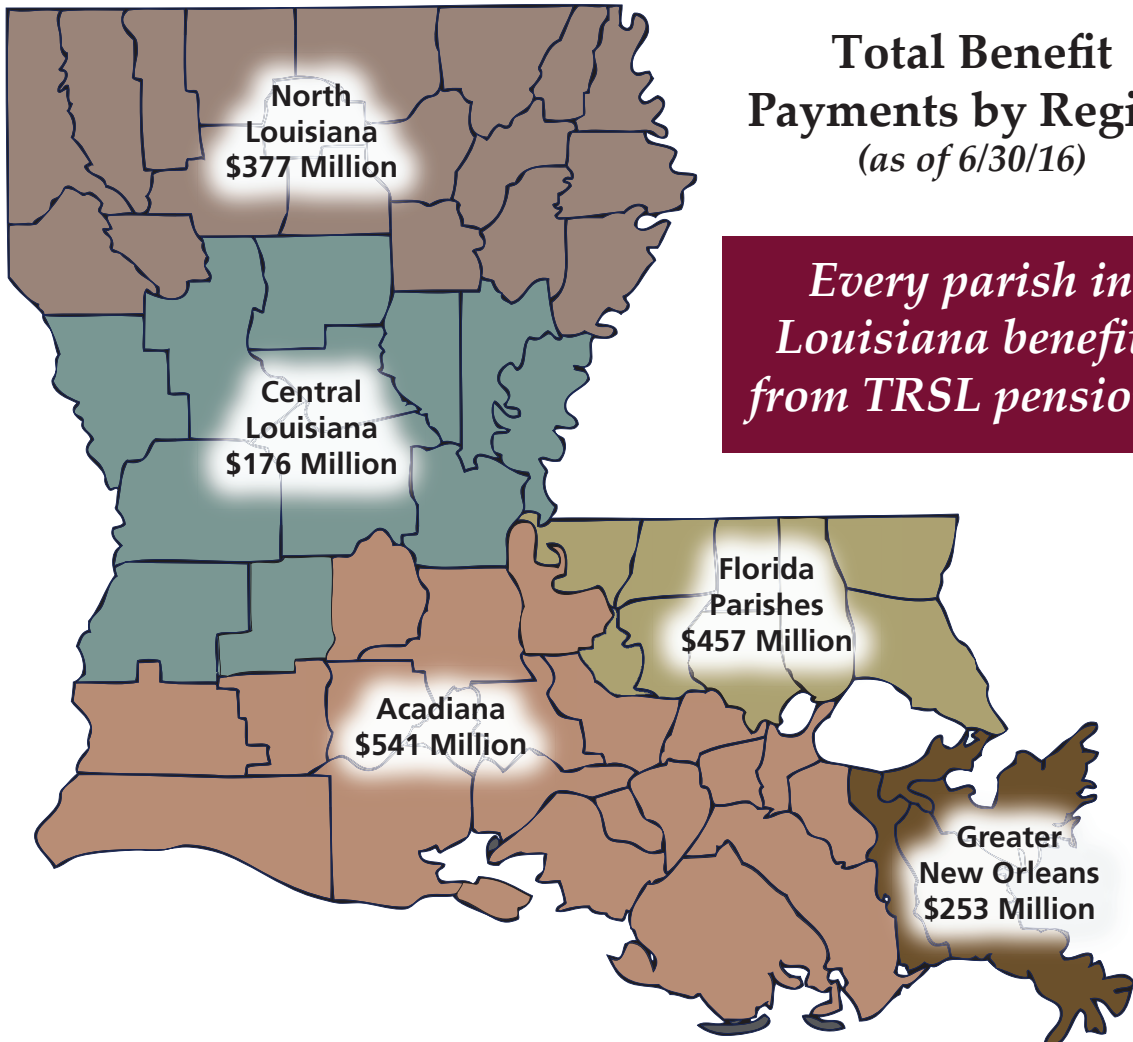 Total Benefit
Payments by Regi
(as of 6/30/16)
Every parish in
Louisiana benefi
from TRSL pensio
North
Louisiana
$377 Million
Central
Louisiana
$176 Million
Florida
Parishes
$457 Million
Acadiana
$541 Million
Greater
New Orleans
$253 Million